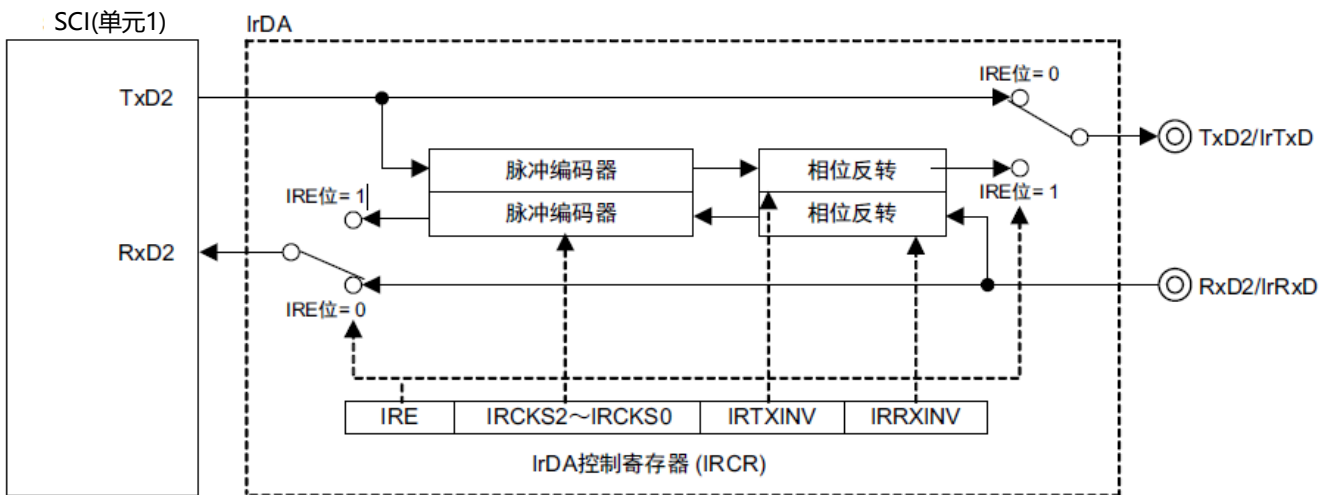 SCI(单元1)
IrDA
IRE位= 0
TxD2
TxD2/IrTxD
脉冲编码器
相位反转
IRE位= 1
IRE位= 1
脉冲编码器
相位反转
RxD2
RxD2/IrRxD
IRE位= 0
IRE
IRCKS2～IRCKS0
IRTXINV
IRRXINV
IrDA控制寄存器 (IRCR)